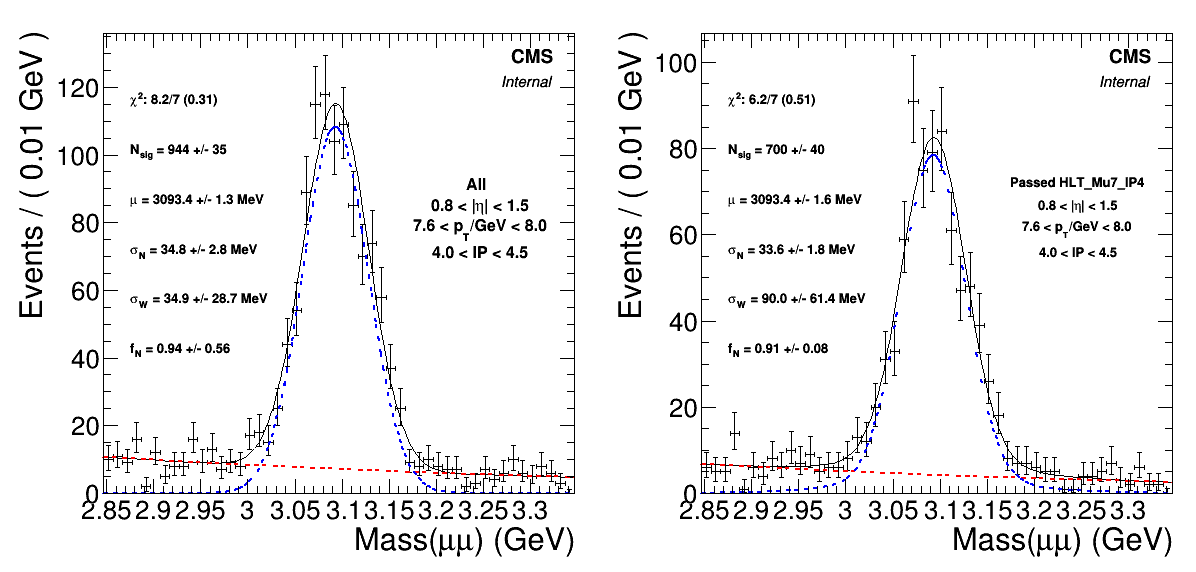 CMS
Internal
χ²: 8.2/7 (0.31)
N_sig = 944 +/- 35
μ = 3093.4 +/- 1.3 MeV
σ_N = 34.8 +/- 2.8 MeV
σ_W = 34.9 +/- 28.7 MeV
f_N = 0.94 +/- 0.56
All
0.8 < |η| < 1.5
7.6 < p_T/GeV < 8.0
4.0 < IP < 4.5
Events / ( 0.01 GeV )
120
100
80
60
40
20
0
2.85 2.9 2.95 3 3.05 3.1 3.15 3.2 3.25 3.3
Mass(μμ) (GeV)
CMS
Internal
χ²: 6.2/7 (0.51)
N_sig = 700 +/- 40
μ = 3093.4 +/- 1.6 MeV
σ_N = 33.6 +/- 1.8 MeV
σ_W = 90.0 +/- 61.4 MeV
f_N = 0.91 +/- 0.08
Passed HLT_Mu7_IP4
0.8 < |η| < 1.5
7.6 < p_T/GeV < 8.0
4.0 < IP < 4.5
Events / ( 0.01 GeV )
100
80
60
40
20
0
2.85 2.9 2.95 3 3.05 3.1 3.15 3.2 3.25 3.3
Mass(μμ) (GeV)